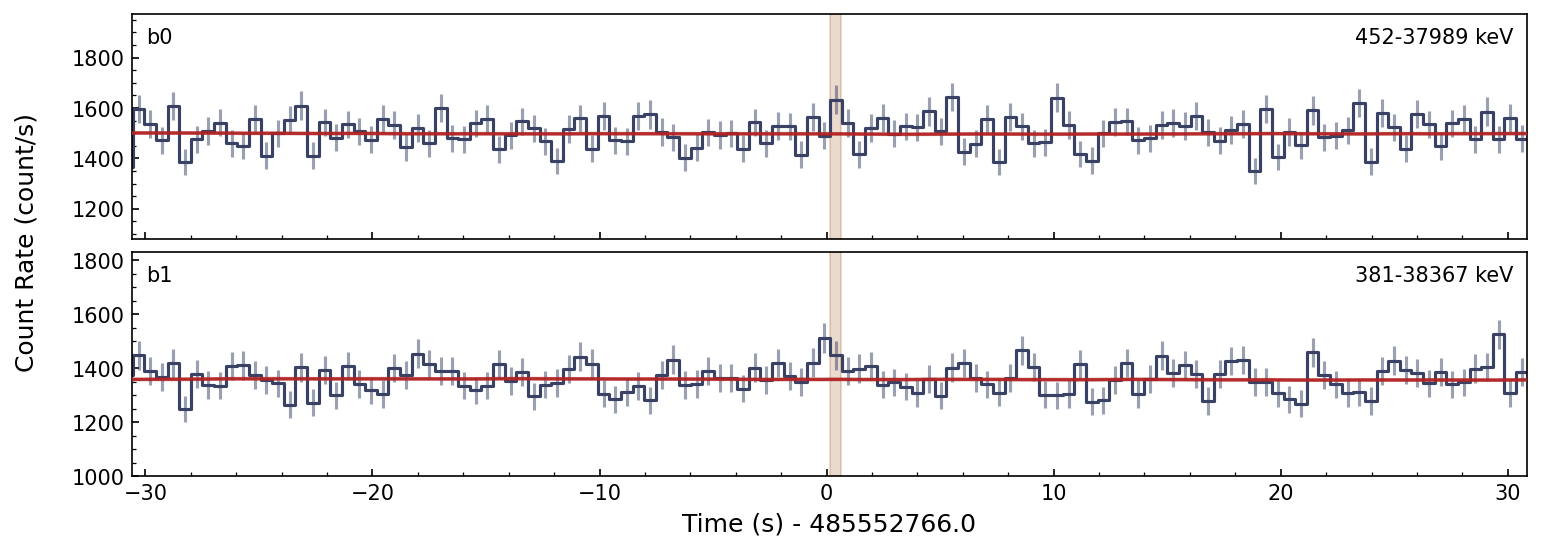 b0
452-37989 keV
1800
1600
1400
1200
b1
381-38367 keV
1800
1600
1400
1200
1000
−30
−20
−10
0
10
20
30
Count Rate (count/s)
Time (s) - 485552766.0